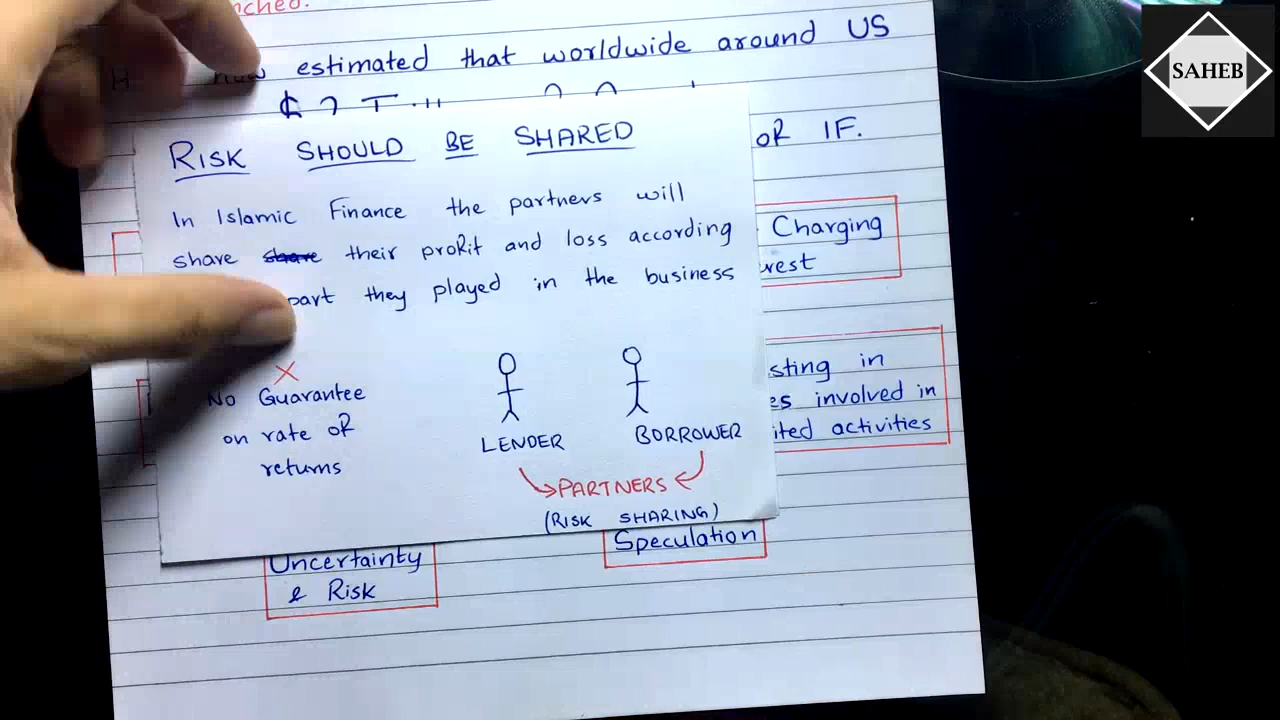 nched.
estimated that worldwide around US
RISK SHOULD BE SHARED
In Islamic Finance the partners will
share share their profit and loss according
part they played in the business
No Guarantee
on rate of
returns
LENDER
BORROWER
PARTNERS
(RISK SHARING)
or IF.
Charging
rest
sting in
es involved in
ited activities
Uncertainty
& Risk
Speculation
SAHEB